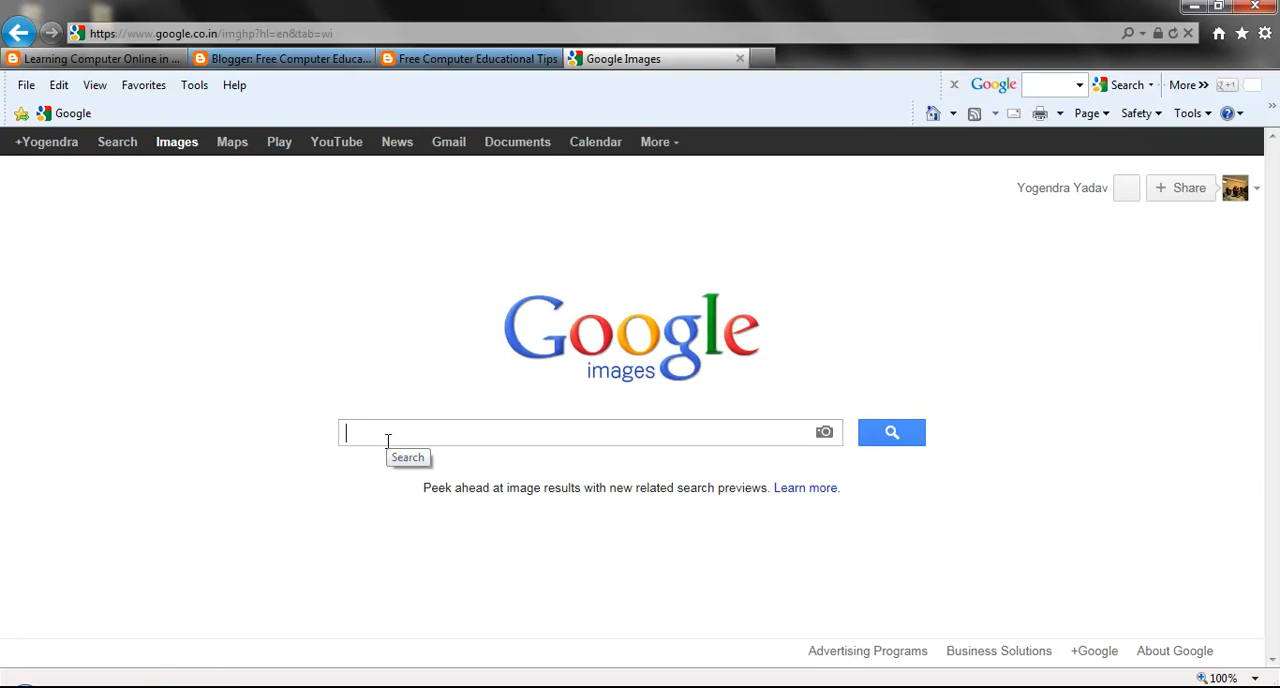 https://www.google.co.in/imghp?hl=en&tab=wi
Learning Computer Online in ...
Blogger: Free Computer Educa...
Free Computer Educational Tips
Google Images
File Edit View Favorites Tools Help
Google Search More »
+1
Google
Page Safety Tools
+Yogendra Search Images Maps Play YouTube News Gmail Documents Calendar More
Yogendra Yadav + Share
Google
images
Search
Peek ahead at image results with new related search previews. Learn more.
Advertising Programs Business Solutions +Google About Google
100%